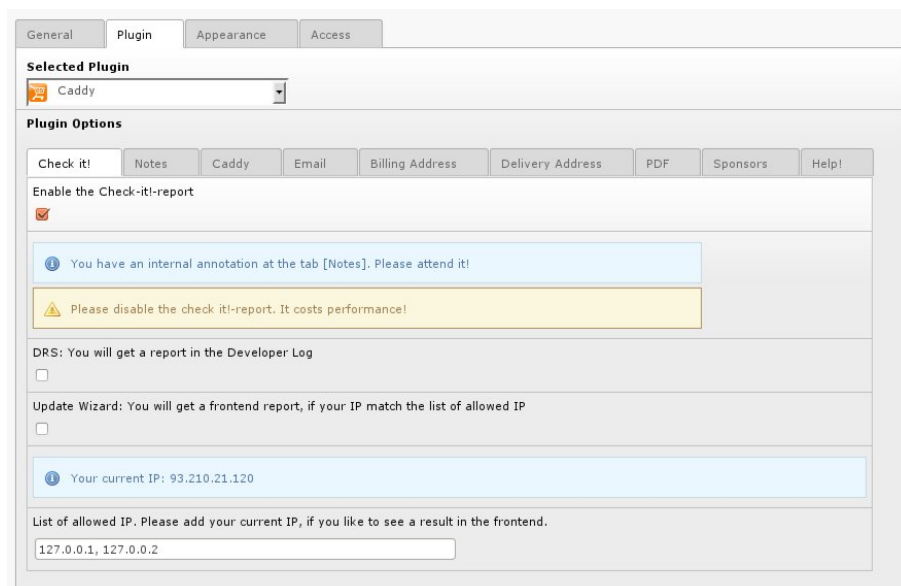 General Plugin Appearance Access
Selected Plugin
Caddy
Plugin Options
Check it! Notes Caddy Email Billing Address Delivery Address PDF Sponsors Help!
Enable the Check-it!-report
You have an internal annotation at the tab [Notes]. Please attend it!
Please disable the check it!-report. It costs performance!
DRS: You will get a report in the Developer Log
Update Wizard: You will get a frontend report, if your IP match the list of allowed IP
Your current IP: 93.210.21.120
List of allowed IP. Please add your current IP, if you like to see a result in the frontend.
127.0.0.1, 127.0.0.2